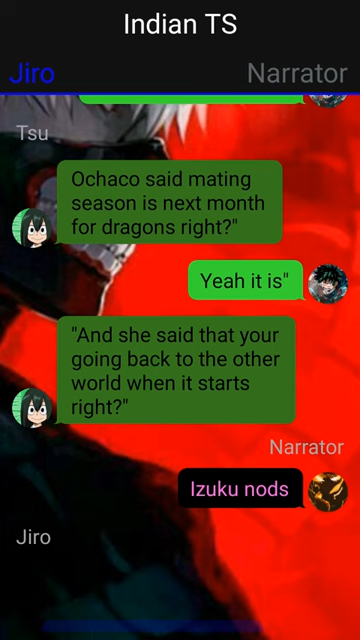 Indian TS
Jiro
Narrator
Tsu
Ochaco said mating
season is next month
for dragons right?"
Yeah it is"
"And she said that your
going back to the other
world when it starts
right?"
Narrator
Izuku nods
Jiro